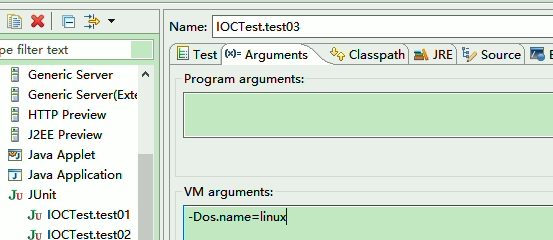 Name: IOCTest.test03
pe filter text
Generic Server
Generic Server(Exte
HTTP Preview
J2EE Preview
Java Applet
Java Application
JUnit
IOCTest.test01
IOCTest.test02
Test (x)= Arguments Classpath JRE Source
Program arguments:
VM arguments:
-Dos.name=linux